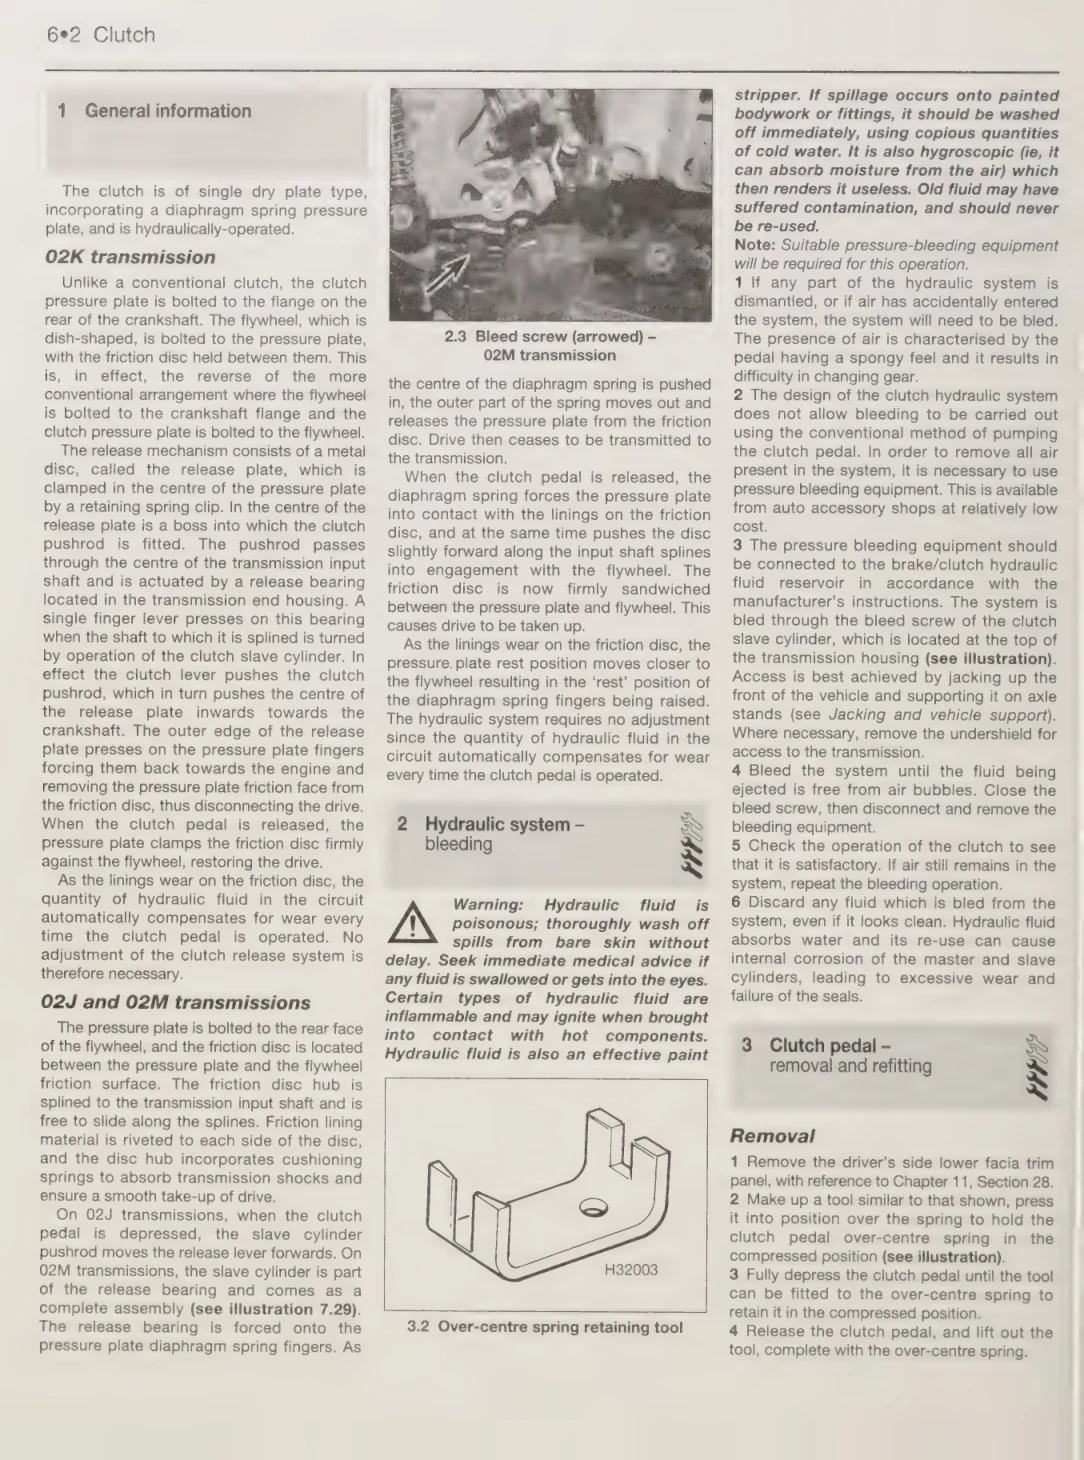 6•2 Clutch
1 General information
The clutch is of single dry plate type,
incorporating a diaphragm spring pressure
plate, and is hydraulically-operated.
02K transmission
Unlike a conventional clutch, the clutch
pressure plate is bolted to the flange on the
rear of the crankshaft. The flywheel, which is
dish-shaped, is bolted to the pressure plate,
with the friction disc held between them. This
is, in effect, the reverse of the more
conventional arrangement where the flywheel
is bolted to the crankshaft flange and the
clutch pressure plate is bolted to the flywheel.
The release mechanism consists of a metal
disc, called the release plate, which is
clamped in the centre of the pressure plate
by a retaining spring clip. In the centre of the
release plate is a boss into which the clutch
pushrod is fitted. The pushrod passes
through the centre of the transmission input
shaft and is actuated by a release bearing
located in the transmission end housing. A
single finger lever presses on this bearing
when the shaft to which it is splined is turned
by operation of the clutch slave cylinder. In
effect the clutch lever pushes the clutch
pushrod, which in turn pushes the centre of
the release plate inwards towards the
crankshaft. The outer edge of the release
plate presses on the pressure plate fingers
forcing them back towards the engine and
removing the pressure plate friction face from
the friction disc, thus disconnecting the drive.
When the clutch pedal is released, the
pressure plate clamps the friction disc firmly
against the flywheel, restoring the drive.
As the linings wear on the friction disc, the
quantity of hydraulic fluid in the circuit
automatically compensates for wear every
time the clutch pedal is operated. No
adjustment of the clutch release system is
therefore necessary.
02J and 02M transmissions
The pressure plate is bolted to the rear face
of the flywheel, and the friction disc is located
between the pressure plate and the flywheel
friction surface. The friction disc hub is
splined to the transmission input shaft and is
free to slide along the splines. Friction lining
material is riveted to each side of the disc,
and the disc hub incorporates cushioning
springs to absorb transmission shocks and
ensure a smooth take-up of drive.
On 02J transmissions, when the clutch
pedal is depressed, the slave cylinder
pushrod moves the release lever forwards. On
02M transmissions, the slave cylinder is part
of the release bearing and comes as a
complete assembly (see illustration 7.29).
The release bearing is forced onto the
pressure plate diaphragm spring fingers. As
2.3 Bleed screw (arrowed) –
02M transmission
the centre of the diaphragm spring is pushed
in, the outer part of the spring moves out and
releases the pressure plate from the friction
disc. Drive then ceases to be transmitted to
the transmission.
When the clutch pedal is released, the
diaphragm spring forces the pressure plate
into contact with the linings on the friction
disc, and at the same time pushes the disc
slightly forward along the input shaft splines
into engagement with the flywheel. The
friction disc is now firmly sandwiched
between the pressure plate and flywheel. This
causes drive to be taken up.
As the linings wear on the friction disc, the
pressure plate rest position moves closer to
the flywheel resulting in the ‘rest’ position of
the diaphragm spring fingers being raised.
The hydraulic system requires no adjustment
since the quantity of hydraulic fluid in the
circuit automatically compensates for wear
every time the clutch pedal is operated.
2 Hydraulic system –
bleeding
Warning: Hydraulic fluid is
poisonous; thoroughly wash off
spills from bare skin without
delay. Seek immediate medical advice if
any fluid is swallowed or gets into the eyes.
Certain types of hydraulic fluid are
inflammable and may ignite when brought
into contact with hot components.
Hydraulic fluid is also an effective paint
H32003
3.2 Over-centre spring retaining tool
stripper. If spillage occurs onto painted
bodywork or fittings, it should be washed
off immediately, using copious quantities
of cold water. It is also hygroscopic (ie, it
can absorb moisture from the air) which
then renders it useless. Old fluid may have
suffered contamination, and should never
be re-used.
Note: Suitable pressure-bleeding equipment
will be required for this operation.
1 If any part of the hydraulic system is
dismantled, or if air has accidentally entered
the system, the system will need to be bled.
The presence of air is characterised by the
pedal having a spongy feel and it results in
difficulty in changing gear.
2 The design of the clutch hydraulic system
does not allow bleeding to be carried out
using the conventional method of pumping
the clutch pedal. In order to remove all air
present in the system, it is necessary to use
pressure bleeding equipment. This is available
from auto accessory shops at relatively low
cost.
3 The pressure bleeding equipment should
be connected to the brake/clutch hydraulic
fluid reservoir in accordance with the
manufacturer's instructions. The system is
bled through the bleed screw of the clutch
slave cylinder, which is located at the top of
the transmission housing (see illustration).
Access is best achieved by jacking up the
front of the vehicle and supporting it on axle
stands (see Jacking and vehicle support).
Where necessary, remove the undershield for
access to the transmission.
4 Bleed the system until the fluid being
ejected is free from air bubbles. Close the
bleed screw, then disconnect and remove the
bleeding equipment.
5 Check the operation of the clutch to see
that it is satisfactory. If air still remains in the
system, repeat the bleeding operation.
6 Discard any fluid which is bled from the
system, even if it looks clean. Hydraulic fluid
absorbs water and its re-use can cause
internal corrosion of the master and slave
cylinders, leading to excessive wear and
failure of the seals.
3 Clutch pedal –
removal and refitting
Removal
1 Remove the driver's side lower facia trim
panel, with reference to Chapter 11, Section 28.
2 Make up a tool similar to that shown, press
it into position over the spring to hold the
clutch pedal over-centre spring in the
compressed position (see illustration).
3 Fully depress the clutch pedal until the tool
can be fitted to the over-centre spring to
retain it in the compressed position.
4 Release the clutch pedal, and lift out the
tool, complete with the over-centre spring.